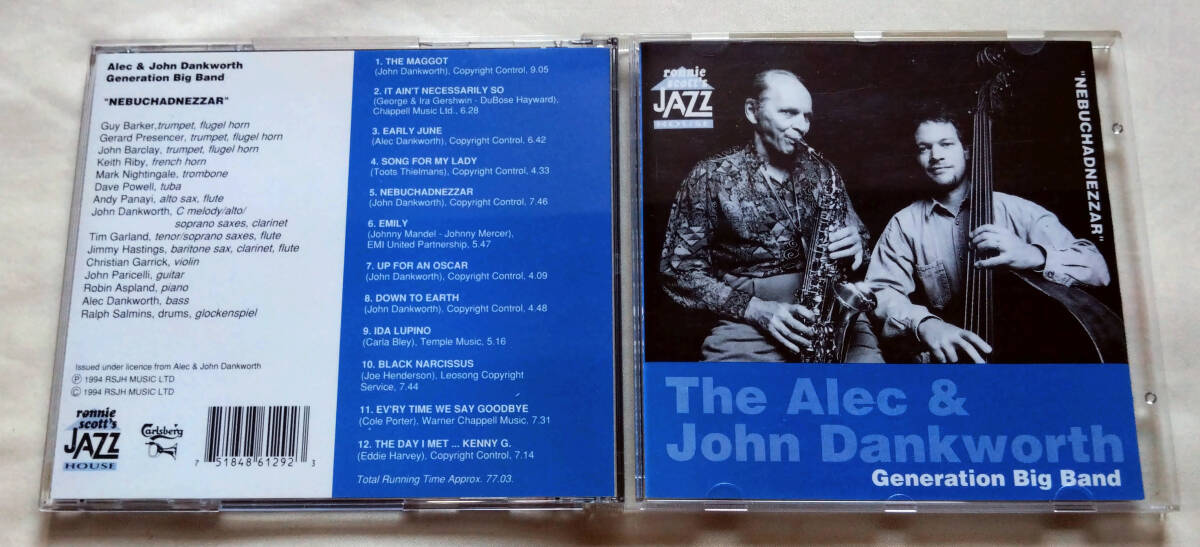 Alec & John Dankworth
Generation Big Band
"NEBUCHADNEZZAR"
Guy Barker, trumpet, flugel horn
Gerard Presencer, trumpet, flugel horn
John Barclay, trumpet, flugel horn
Keith Riby, french horn
Mark Nightingale, trombone
Dave Powell, tuba
Andy Panayi, alto sax, flute
John Dankworth, C melody/alto/
soprano saxes, clarinet
Tim Garland, tenor/soprano saxes, flute
Jimmy Hastings, baritone sax, clarinet, flute
Christian Garrick, violin
John Paricelli, guitar
Robin Aspland, piano
Alec Dankworth, bass
Ralph Salmins, drums, glockenspiel
Issued under licence from Alec & John Dankworth
℗ 1994 RSJH MUSIC LTD
© 1994 RSJH MUSIC LTD
ronnie
scott's
JAZZ
HOUSE
Carlsberg
7 51848 61292 3
1. THE MAGGOT
(John Dankworth), Copyright Control, 9.05
2. IT AIN'T NECESSARILY SO
(George & Ira Gershwin - DuBose Hayward),
Chappell Music Ltd., 6.28
3. EARLY JUNE
(Alec Dankworth), Copyright Control, 6.42
4. SONG FOR MY LADY
(Toots Thielmans), Copyright Control, 4.33
5. NEBUCHADNEZZAR
(John Dankworth), Copyright Control, 7.46
6. EMILY
(Johnny Mandel - Johnny Mercer),
EMI United Partnership, 5.47
7. UP FOR AN OSCAR
(John Dankworth), Copyright Control, 4.09
8. DOWN TO EARTH
(John Dankworth). Copyright Control, 4.48
9. IDA LUPINO
(Carla Bley), Temple Music, 5.16
10. BLACK NARCISSUS
(Joe Henderson), Leosong Copyright
Service, 7.44
11. EV'RY TIME WE SAY GOODBYE
(Cole Porter). Warner Chappell Music, 7.31
12. THE DAY I MET ... KENNY G.
(Eddie Harvey), Copyright Control, 7.14
Total Running Time Approx. 77.03.
ronnie
scott's
JAZZ
HOUSE
"NEBUCHADNEZZAR"
The Alec &
John Dankworth
Generation Big Band